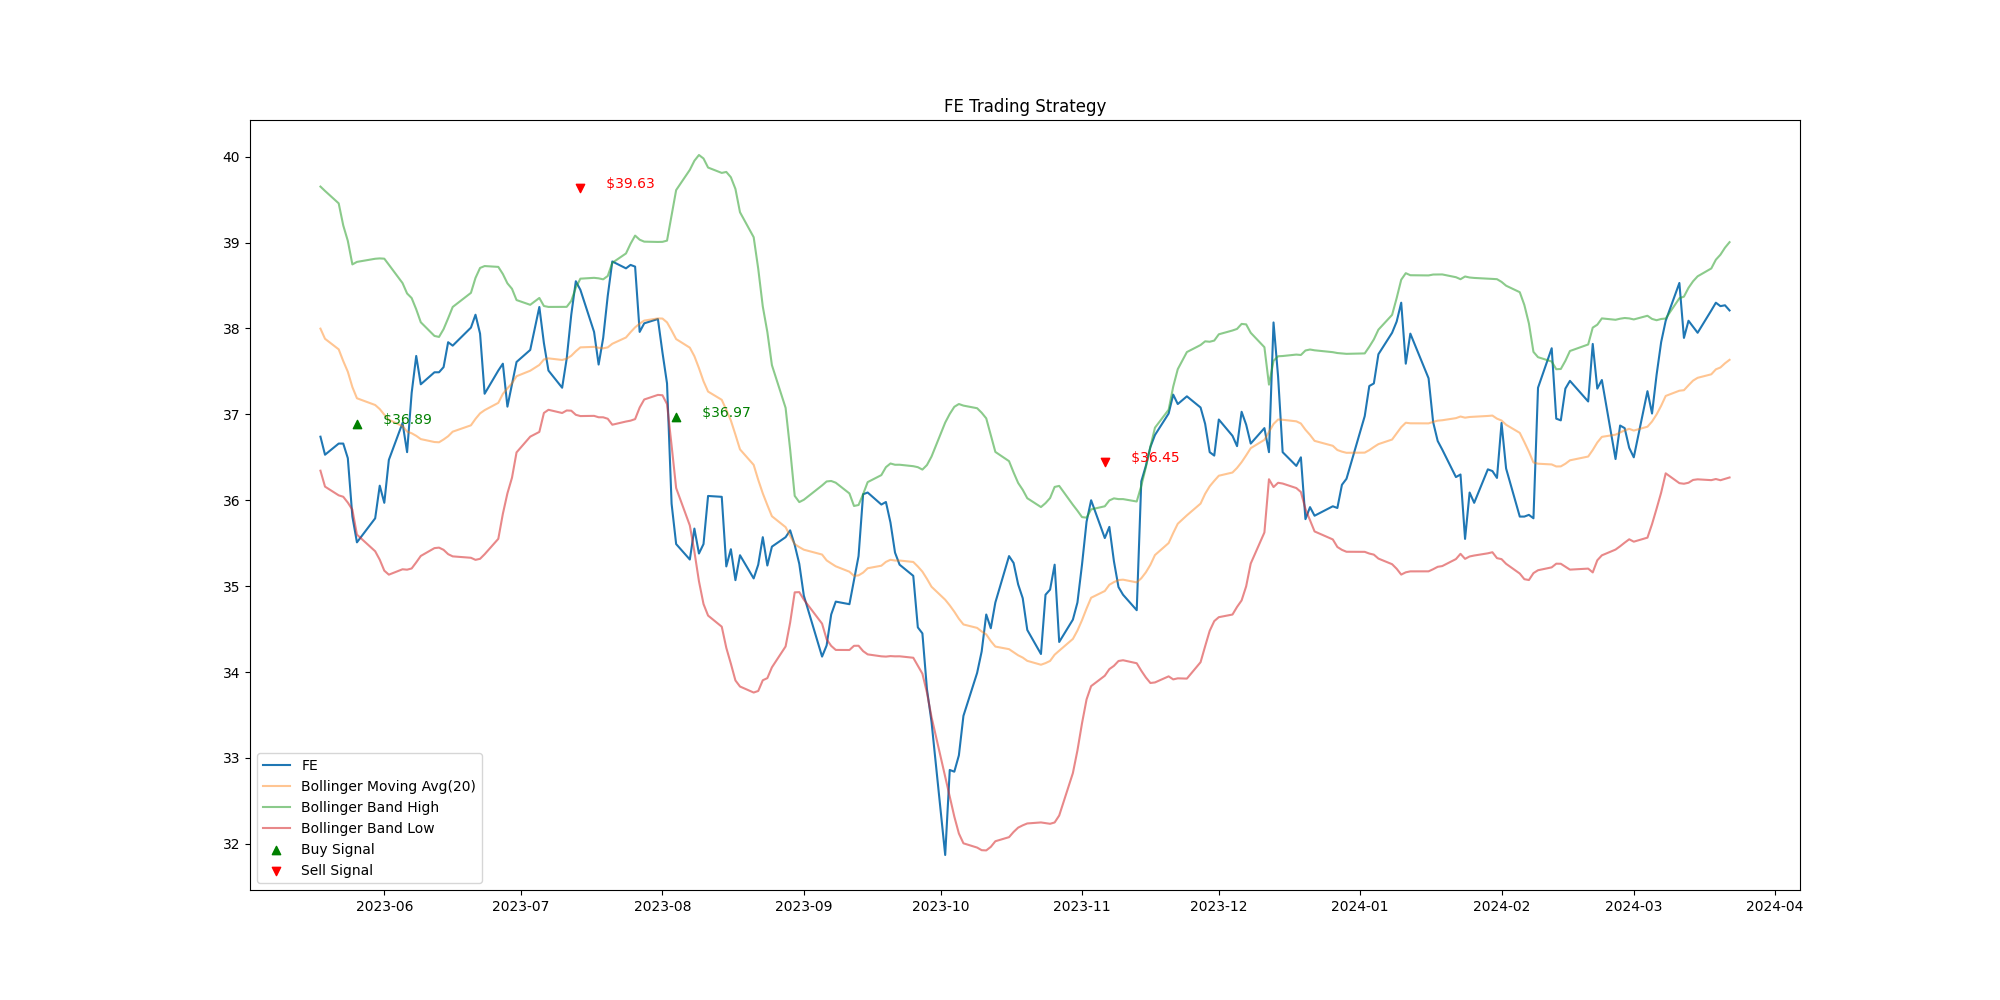 FE Trading Strategy
40
39
38
37
36
35
34
33
32
$39.63
$36.97
$36.89
$36.45
FE
Bollinger Moving Avg(20)
Bollinger Band High
Bollinger Band Low
Buy Signal
Sell Signal
2023-06 2023-07 2023-08 2023-09 2023-10 2023-11 2023-12 2024-01 2024-02 2024-03 2024-04